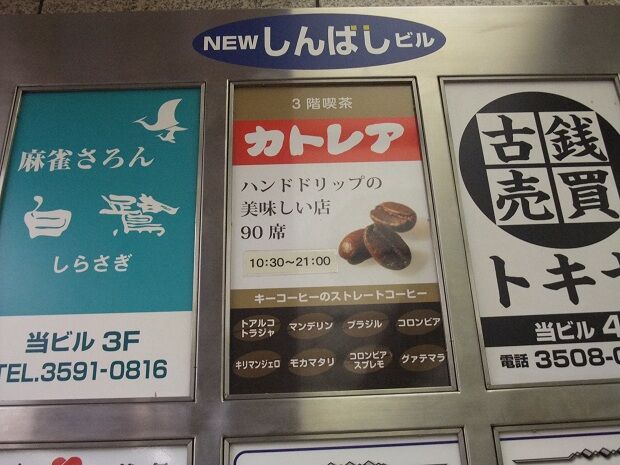 NEWしんばしビル
麻雀さろん
白鷺
しらさぎ
当ビル 3F
TEL.3591-0816
3階喫茶
カトレア
ハンドドリップの
美味しい店
90席
10:30～21:00
キーコーヒーのストレートコーヒー
トアルコ
トラジャ
マンデリン
ブラジル
コロンビア
キリマンジェロ
モカマタリ
コロンビア
スプレモ
グァテマラ
古銭
売買
トキ
当ビル 4
電話 3508-